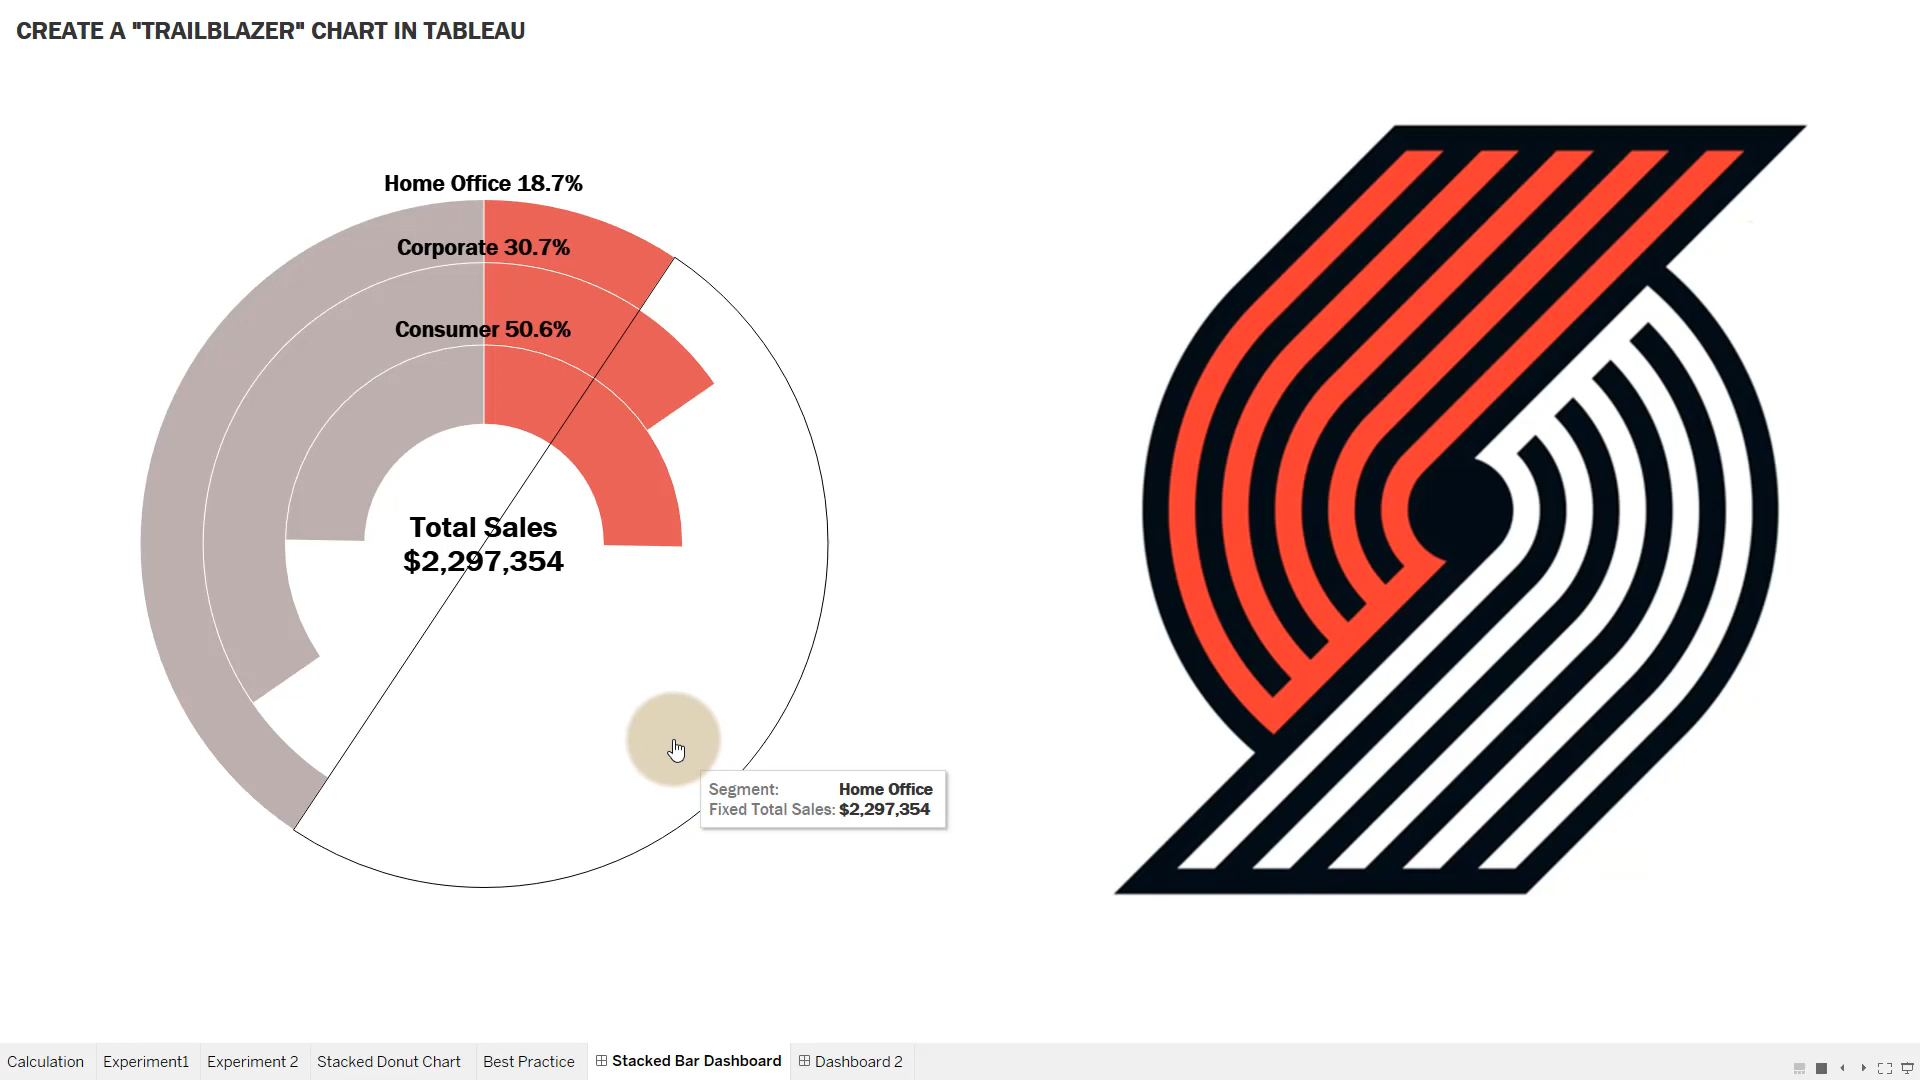 CREATE A "TRAILBLAZER" CHART IN TABLEAU
Home Office 18.7%
Corporate 30.7%
Consumer 50.6%
Total Sales
$2,297,354
Segment: Home Office
Fixed Total Sales: $2,297,354
Calculation Experiment1 Experiment 2 Stacked Donut Chart Best Practice Stacked Bar Dashboard Dashboard 2